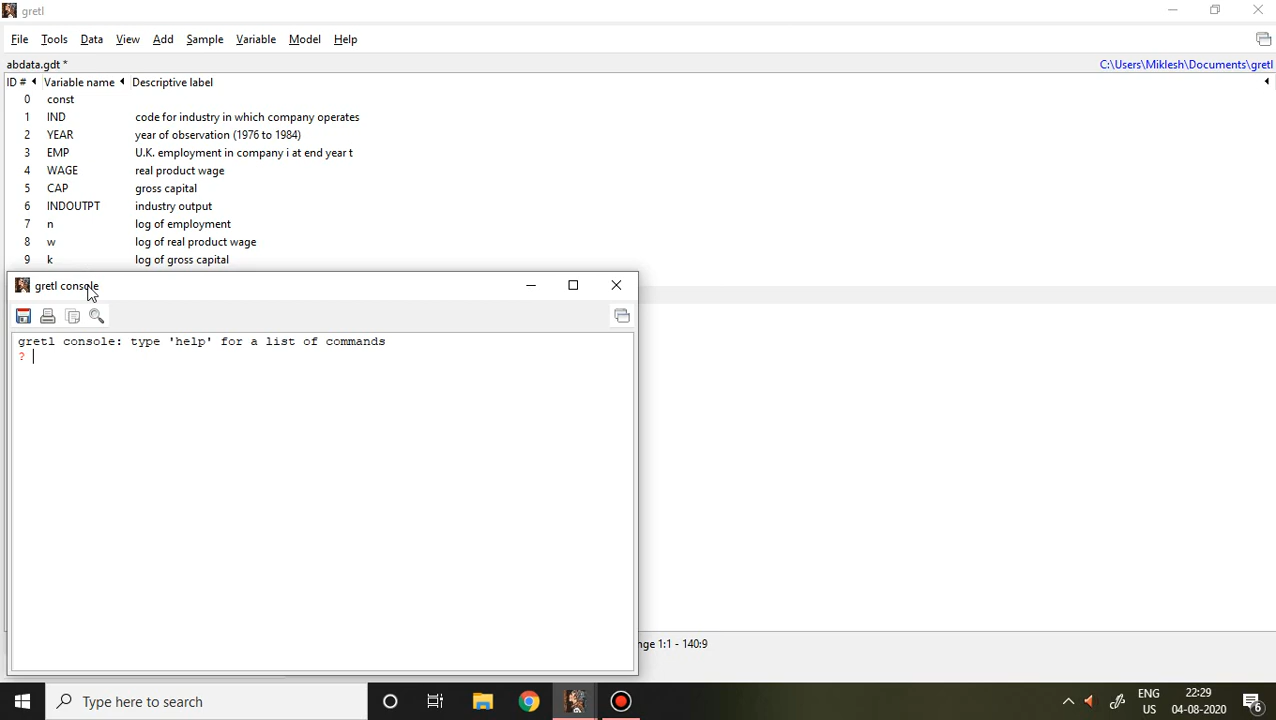 gretl
File Tools Data View Add Sample Variable Model Help
abdata.gdt * C:\Users\Miklesh\Documents\gretl
ID # Variable name Descriptive label
0 const
1 IND code for industry in which company operates
2 YEAR year of observation (1976 to 1984)
3 EMP U.K. employment in company i at end year t
4 WAGE real product wage
5 CAP gross capital
6 INDOUTPT industry output
7 n log of employment
8 w log of real product wage
9 k log of gross capital
gretl console
gretl console: type 'help' for a list of commands
?
nge 1:1 - 140:9
Type here to search
ENG 22:29
US 04-08-2020 6